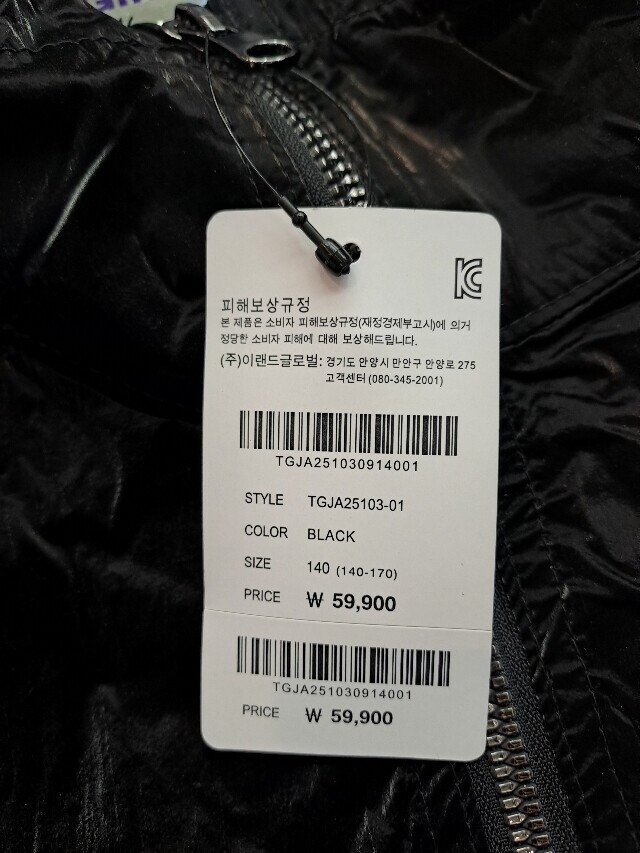 피해보상규정
본 제품은 소비자 피해보상규정(재정경제부고시)에 의거
정당한 소비자 피해에 대해 보상해드립니다.
(주)이랜드글로벌: 경기도 안양시 만안구 안양로 275
고객센터 (080-345-2001)
TGJA251030914001
STYLE TGJA25103-01
COLOR BLACK
SIZE 140 (140-170)
PRICE ₩ 59,900
TGJA251030914001
PRICE ₩ 59,900